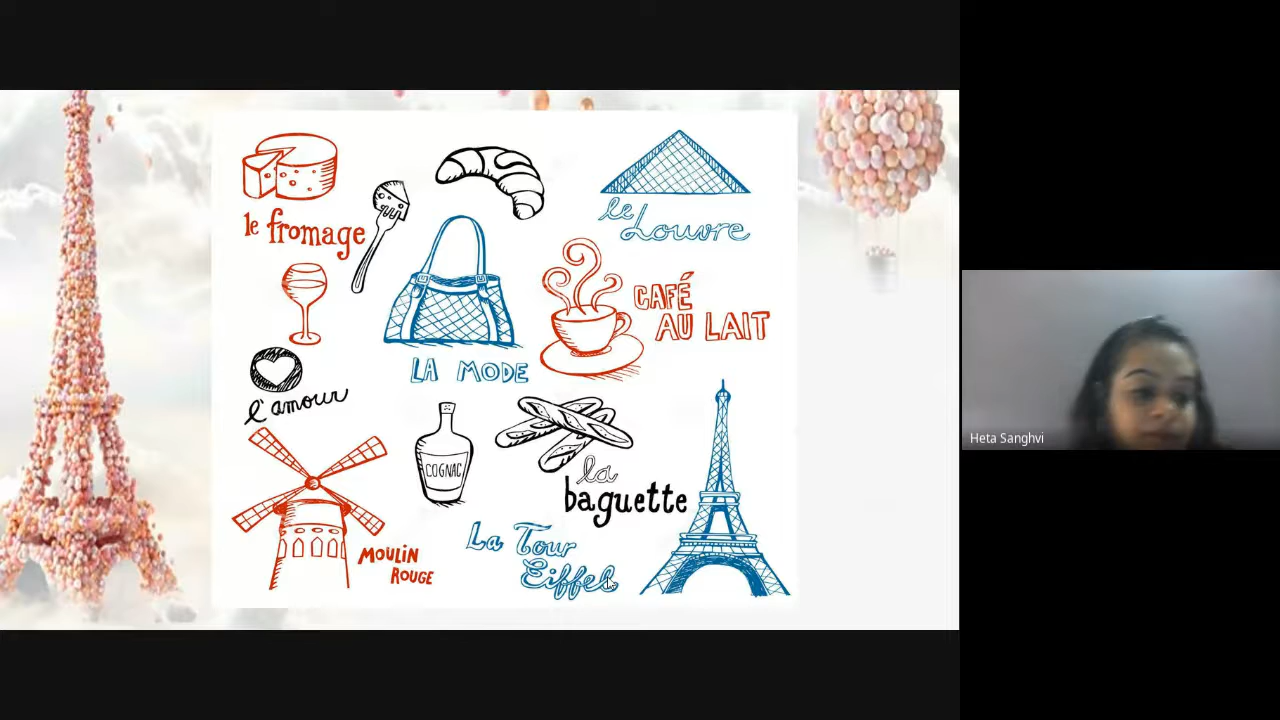 le fromage
le
Louvre
CAFÉ
AU LAIT
LA MODE
l'amour
COGNAC
la
baguette
La Tour
Eiffel
MOULIN
ROUGE
Heta Sanghvi